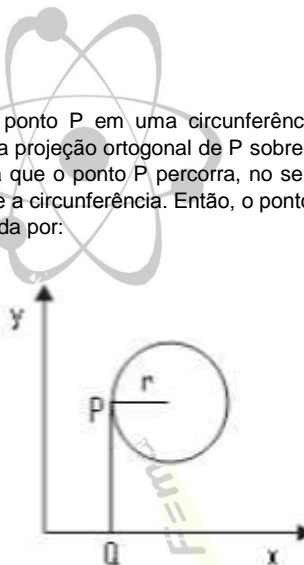 ponto P em uma circunferênc
a projeção ortogonal de P sobre
que o ponto P percorra, no se
e a circunferência. Então, o ponto
da por:
y
r
P
F=m
Q
x